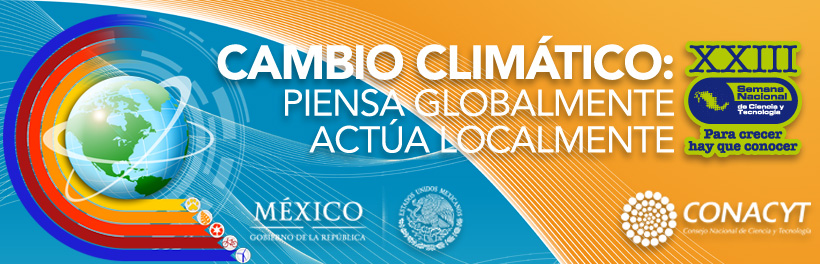 CAMBIO CLIMÁTICO:
PIENSA GLOBALMENTE
ACTÚA LOCALMENTE
XXIII
Semana
Nacional
de Ciencia y
Tecnología
Para crecer
hay que conocer
MÉXICO
GOBIERNO DE LA REPÚBLICA
ESTADOS UNIDOS MEXICANOS
CONACYT
Consejo Nacional de Ciencia y Tecnología